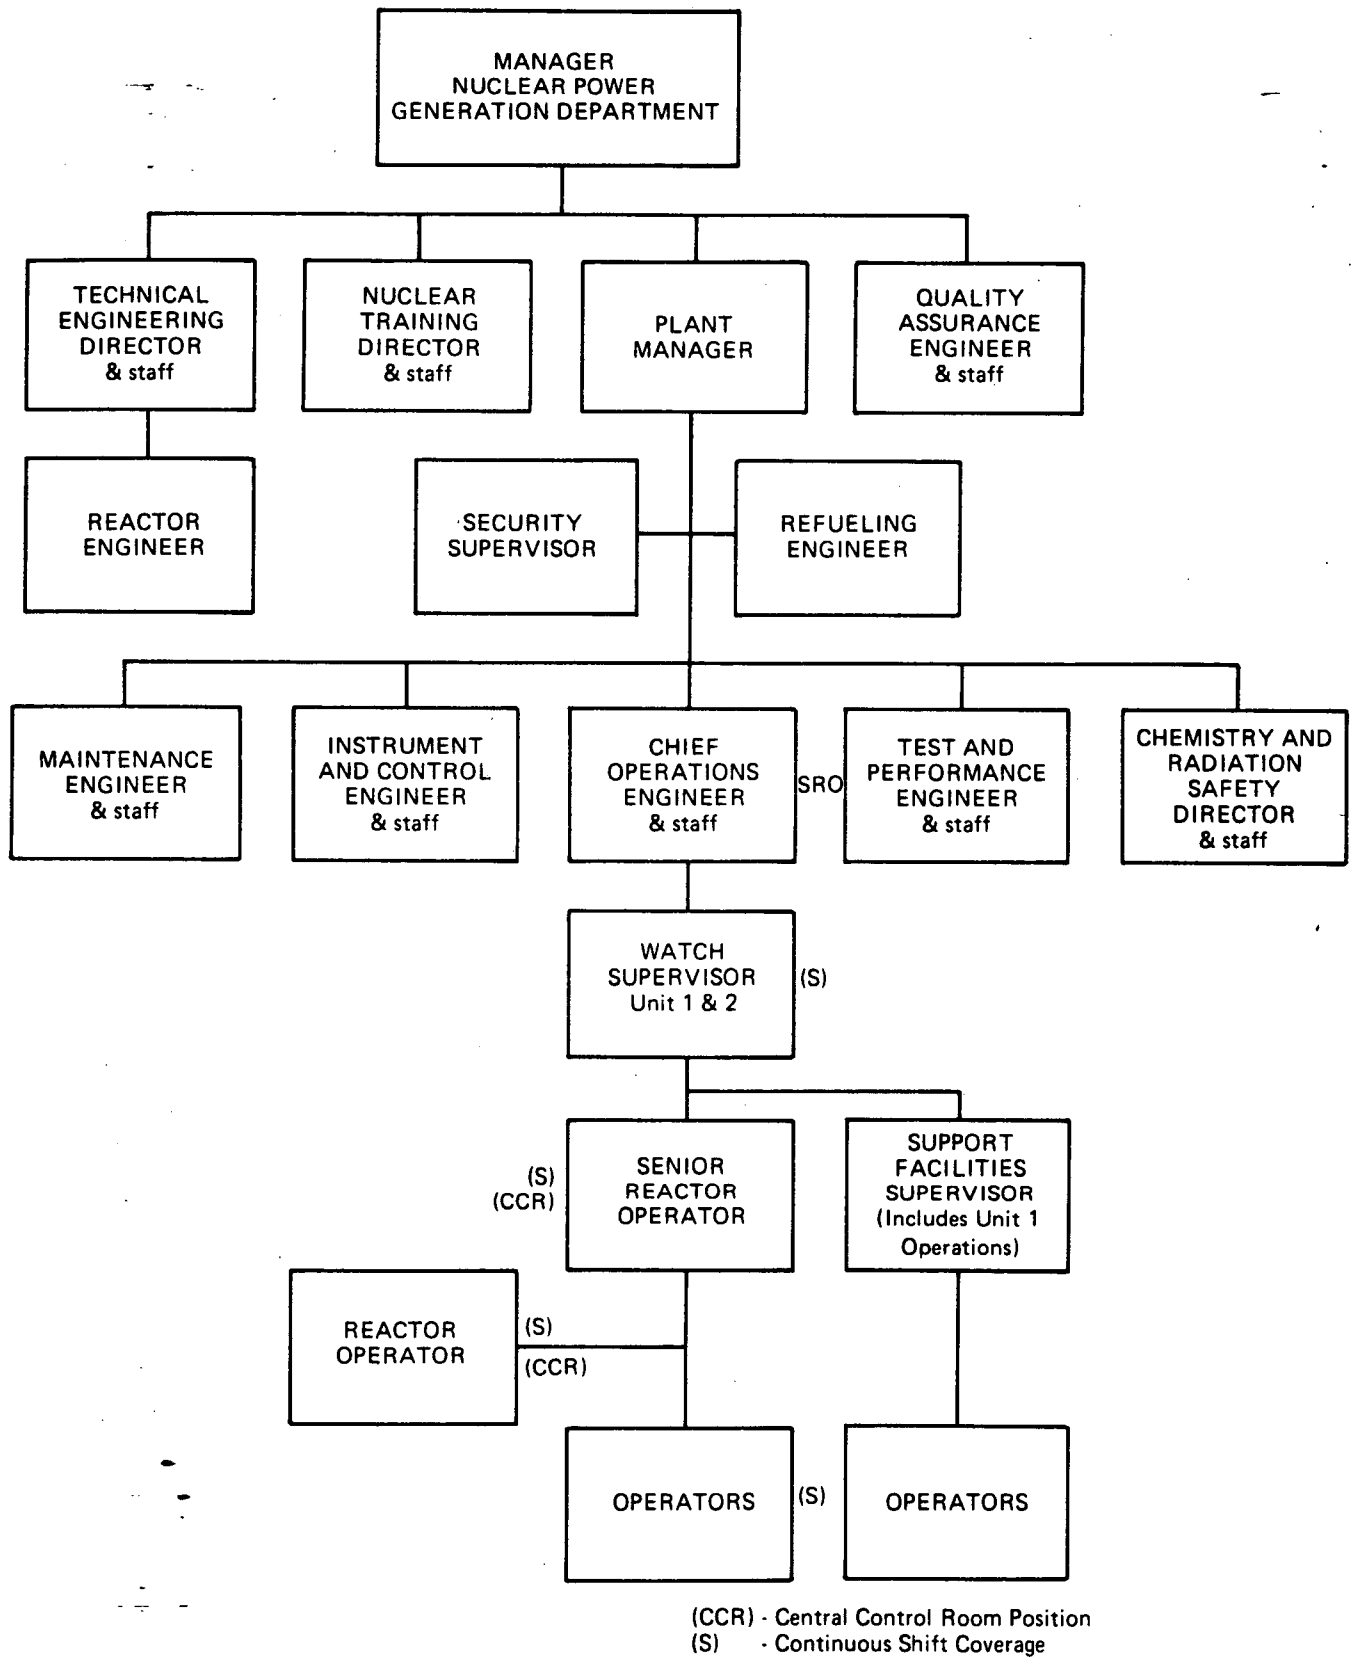 MANAGER
NUCLEAR POWER
GENERATION DEPARTMENT
TECHNICAL
ENGINEERING
DIRECTOR
& staff
NUCLEAR
TRAINING
DIRECTOR
& staff
PLANT
MANAGER
QUALITY
ASSURANCE
ENGINEER
& staff
REACTOR
ENGINEER
SECURITY
SUPERVISOR
REFUELING
ENGINEER
MAINTENANCE
ENGINEER
& staff
INSTRUMENT
AND CONTROL
ENGINEER
& staff
CHIEF
OPERATIONS
ENGINEER
& staff
SRO
TEST AND
PERFORMANCE
ENGINEER
& staff
CHEMISTRY AND
RADIATION
SAFETY
DIRECTOR
& staff
WATCH
SUPERVISOR
Unit 1 & 2
(S)
(S)
(CCR)
SENIOR
REACTOR
OPERATOR
SUPPORT
FACILITIES
SUPERVISOR
(Includes Unit 1
Operations)
REACTOR
OPERATOR
(S)
(CCR)
OPERATORS
(S)
OPERATORS
(CCR) - Central Control Room Position
(S) - Continuous Shift Coverage